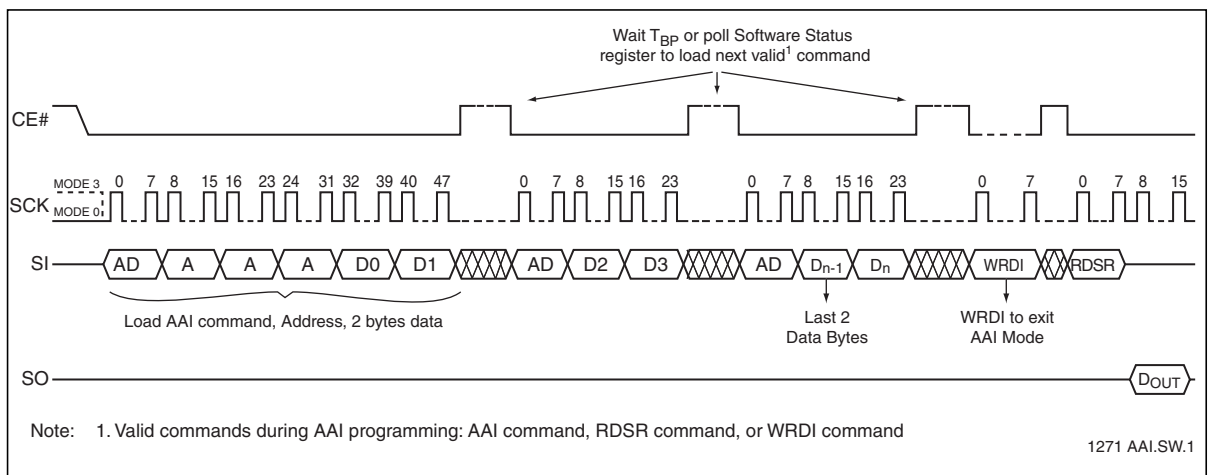 Wait TBP or poll Software Status
register to load next valid1 command
CE#
MODE 3
SCK
MODE 0
0 7 8 15 16 23 24 31 32 39 40 47 0 7 8 15 16 23 0 7 8 15 16 23 0 7 0 7 8 15
SI
AD A A A D0 D1 AD D2 D3 AD Dn-1 Dn WRDI RDSR
Load AAI command, Address, 2 bytes data
Last 2
Data Bytes
WRDI to exit
AAI Mode
SO
DOUT
Note: 1. Valid commands during AAI programming: AAI command, RDSR command, or WRDI command
1271 AAI.SW.1